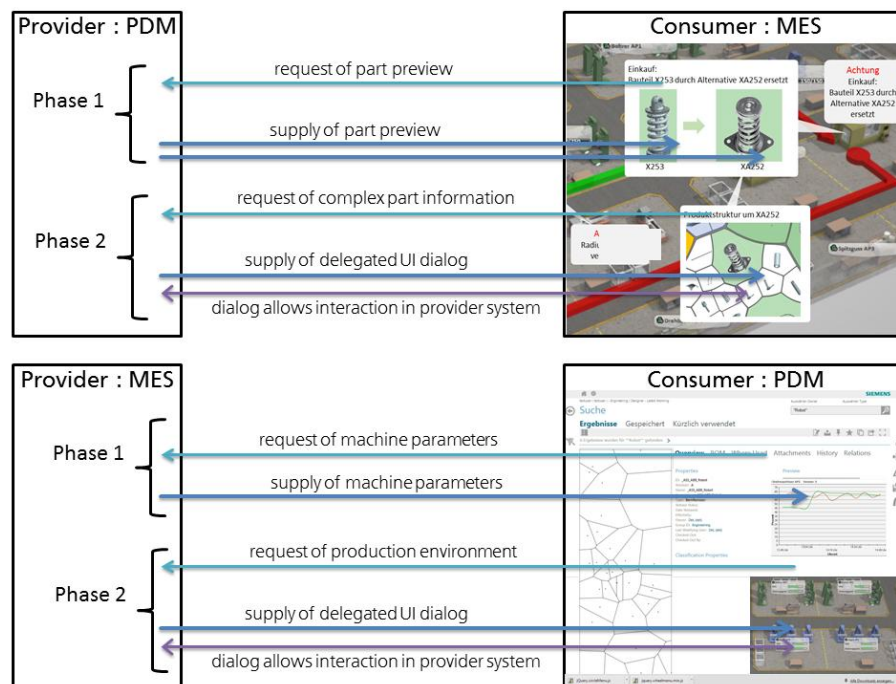 Provider : PDM
Consumer : MES
Phase 1
request of part preview
supply of part preview
Phase 2
request of complex part information
supply of delegated UI dialog
dialog allows interaction in provider system
Einkauf:
Bauteil X253 durch Alternative XA252 ersetzt
X253
XA252
Achtung
Einkauf:
Bauteil X253 durch
Alternative XA252
ersetzt
Produktstruktur um XA252
Provider : MES
Consumer : PDM
Phase 1
request of machine parameters
supply of machine parameters
Phase 2
request of production environment
supply of delegated UI dialog
dialog allows interaction in provider system
SIEMENS
Suche
"Robot"
Ergebnisse Gespeichert Kürzlich verwendet
Overview BOM Where Used Attachments History Relations
Properties
Preview
Classification Properties